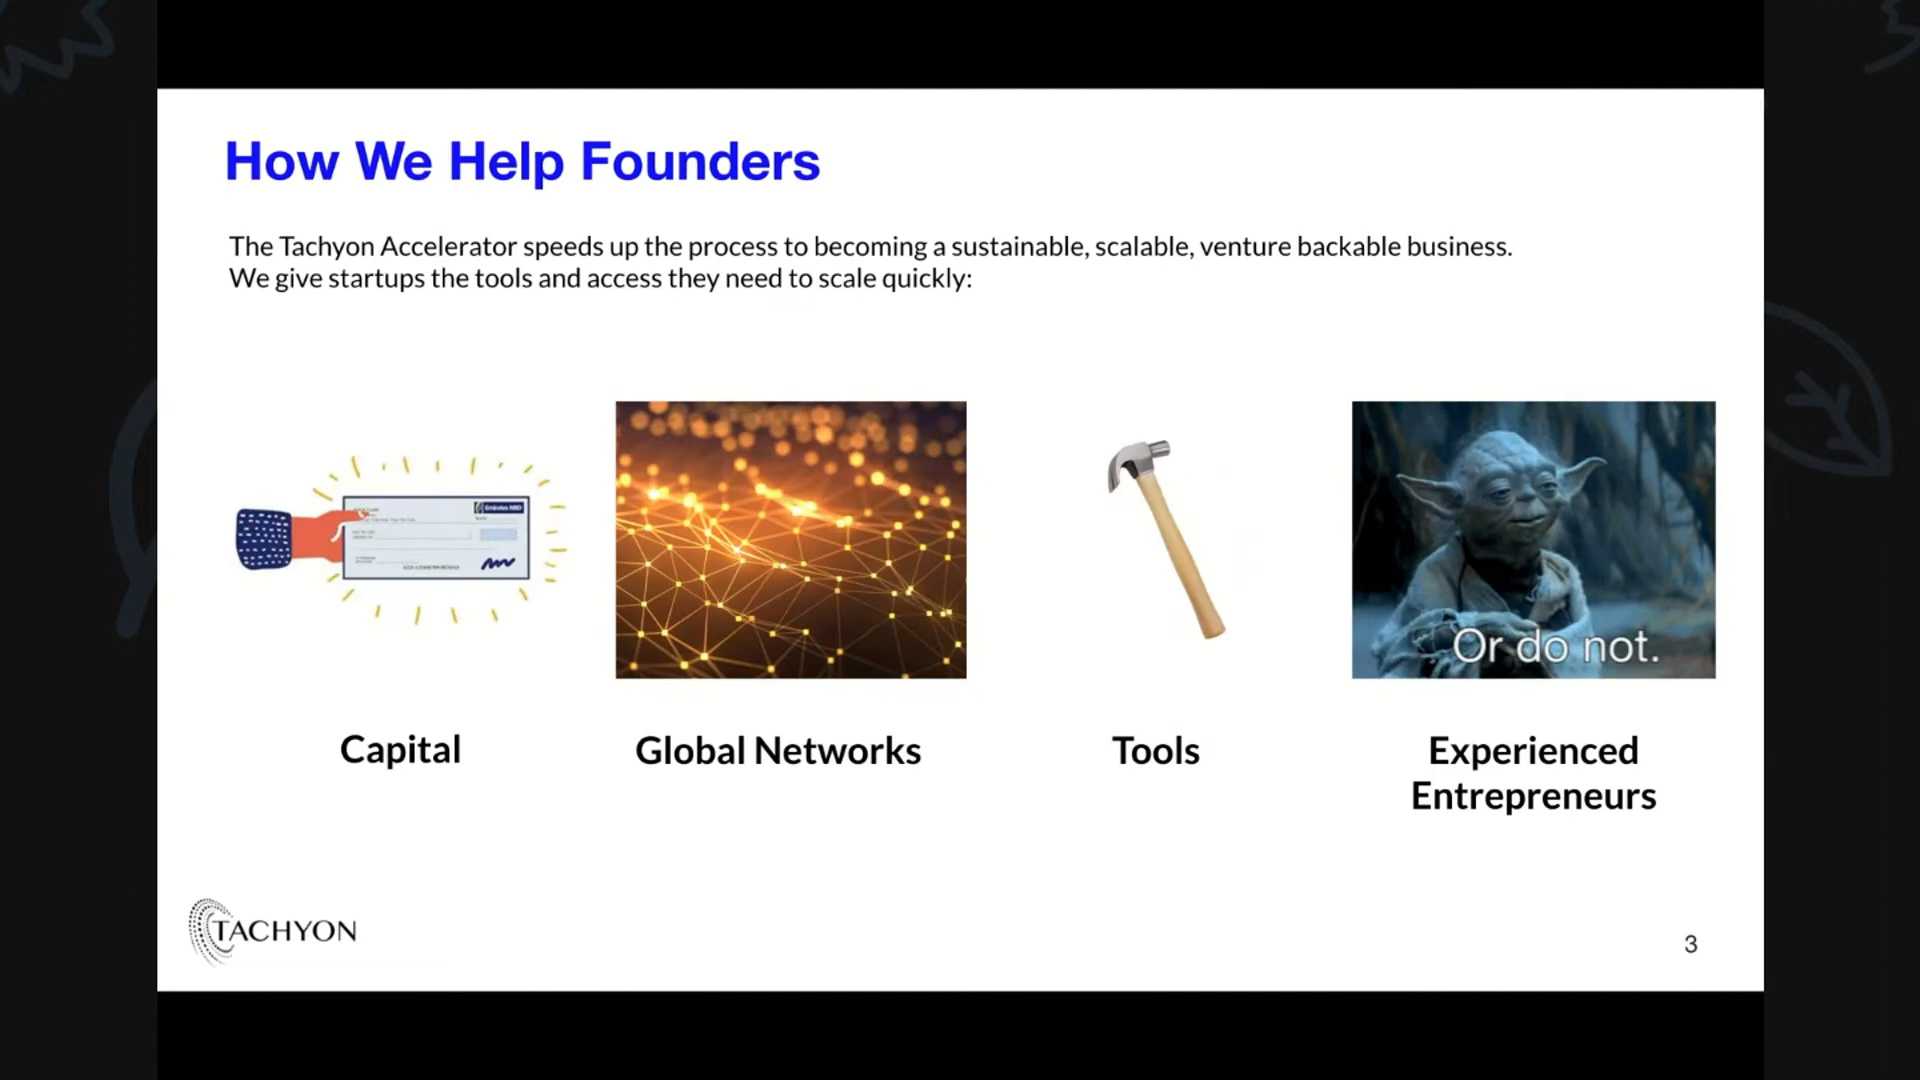 How We Help Founders
The Tachyon Accelerator speeds up the process to becoming a sustainable, scalable, venture backable business.
We give startups the tools and access they need to scale quickly:
Emirates NBD
Or do not.
Capital
Global Networks
Tools
Experienced
Entrepreneurs
TACHYON
3